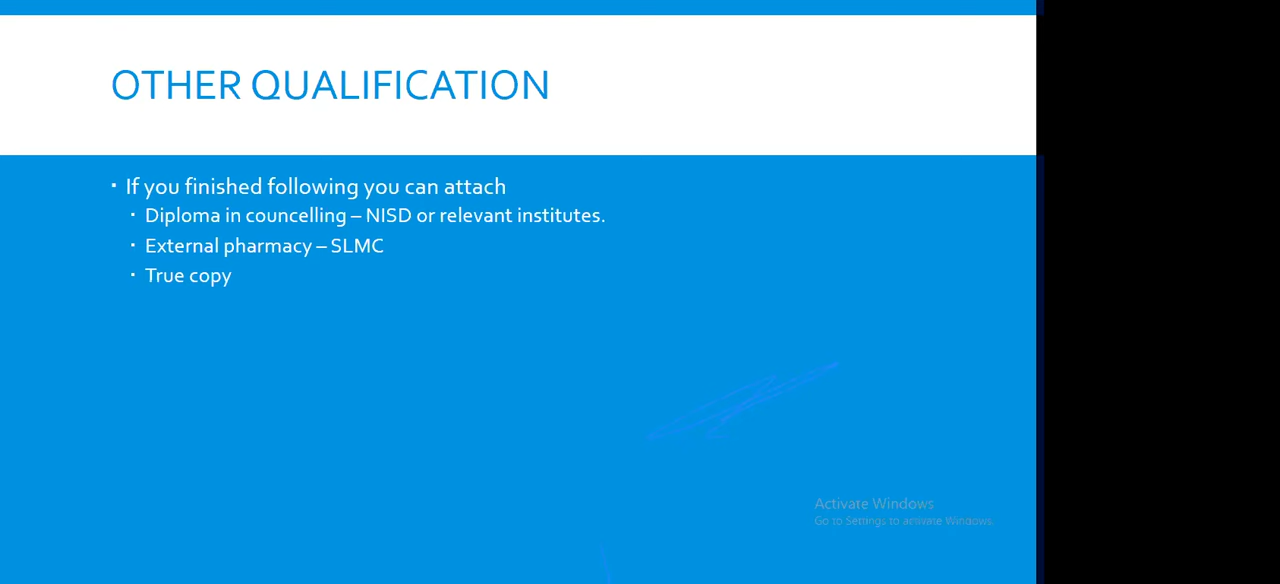 OTHER QUALIFICATION
▪ If you finished following you can attach
▪ Diploma in councelling – NISD or relevant institutes.
▪ External pharmacy – SLMC
▪ True copy
Activate Windows
Go to Settings to activate Windows.